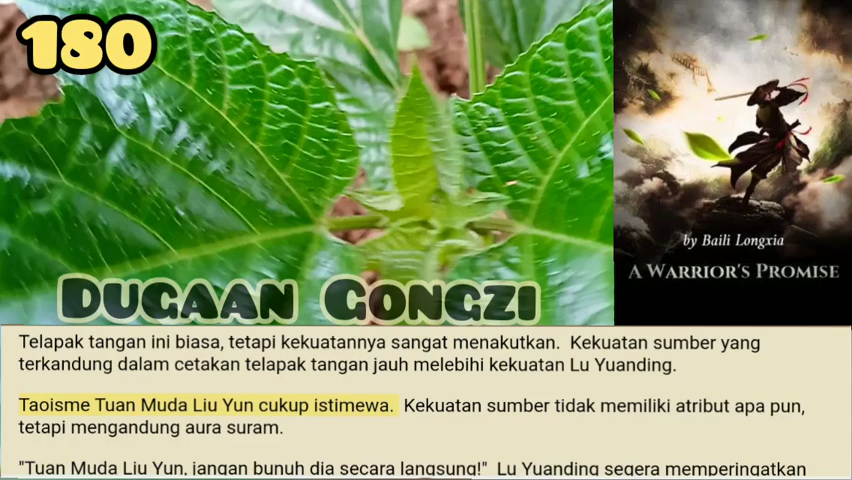 180
by Baili Longxia
A WARRIOR'S PROMISE
DUGAAN GONGZI
Telapak tangan ini biasa, tetapi kekuatannya sangat menakutkan. Kekuatan sumber yang
terkandung dalam cetakan telapak tangan jauh melebihi kekuatan Lu Yuanding.
Taoisme Tuan Muda Liu Yun cukup istimewa. Kekuatan sumber tidak memiliki atribut apa pun,
tetapi mengandung aura suram.
"Tuan Muda Liu Yun, jangan bunuh dia secara langsung!" Lu Yuanding segera memperingatkan